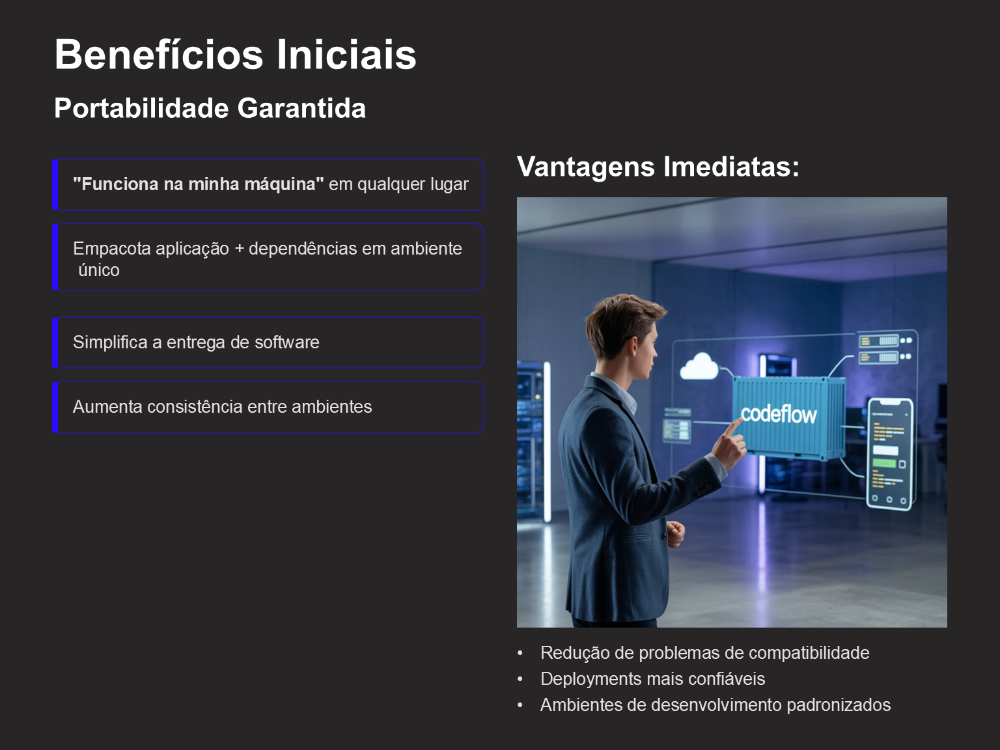 Benefícios Iniciais
Portabilidade Garantida
"Funciona na minha máquina" em qualquer lugar
Empacota aplicação + dependências em ambiente
único
Simplifica a entrega de software
Aumenta consistência entre ambientes
Vantagens Imediatas:
codeflow
• Redução de problemas de compatibilidade
• Deployments mais confiáveis
• Ambientes de desenvolvimento padronizados